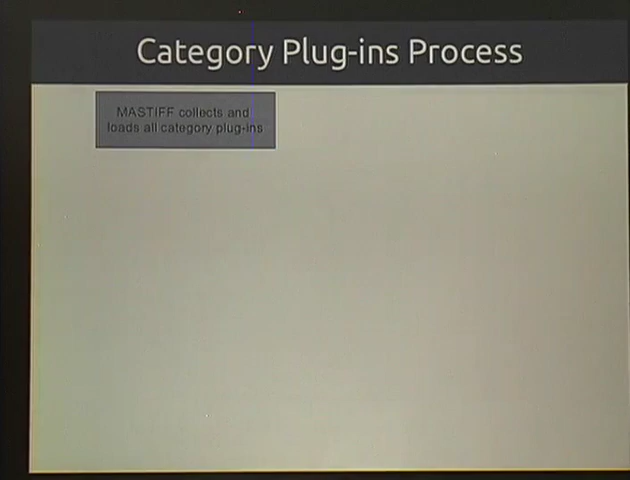 Category Plug-ins Process
MASTIFF collects and
loads all category plug-ins